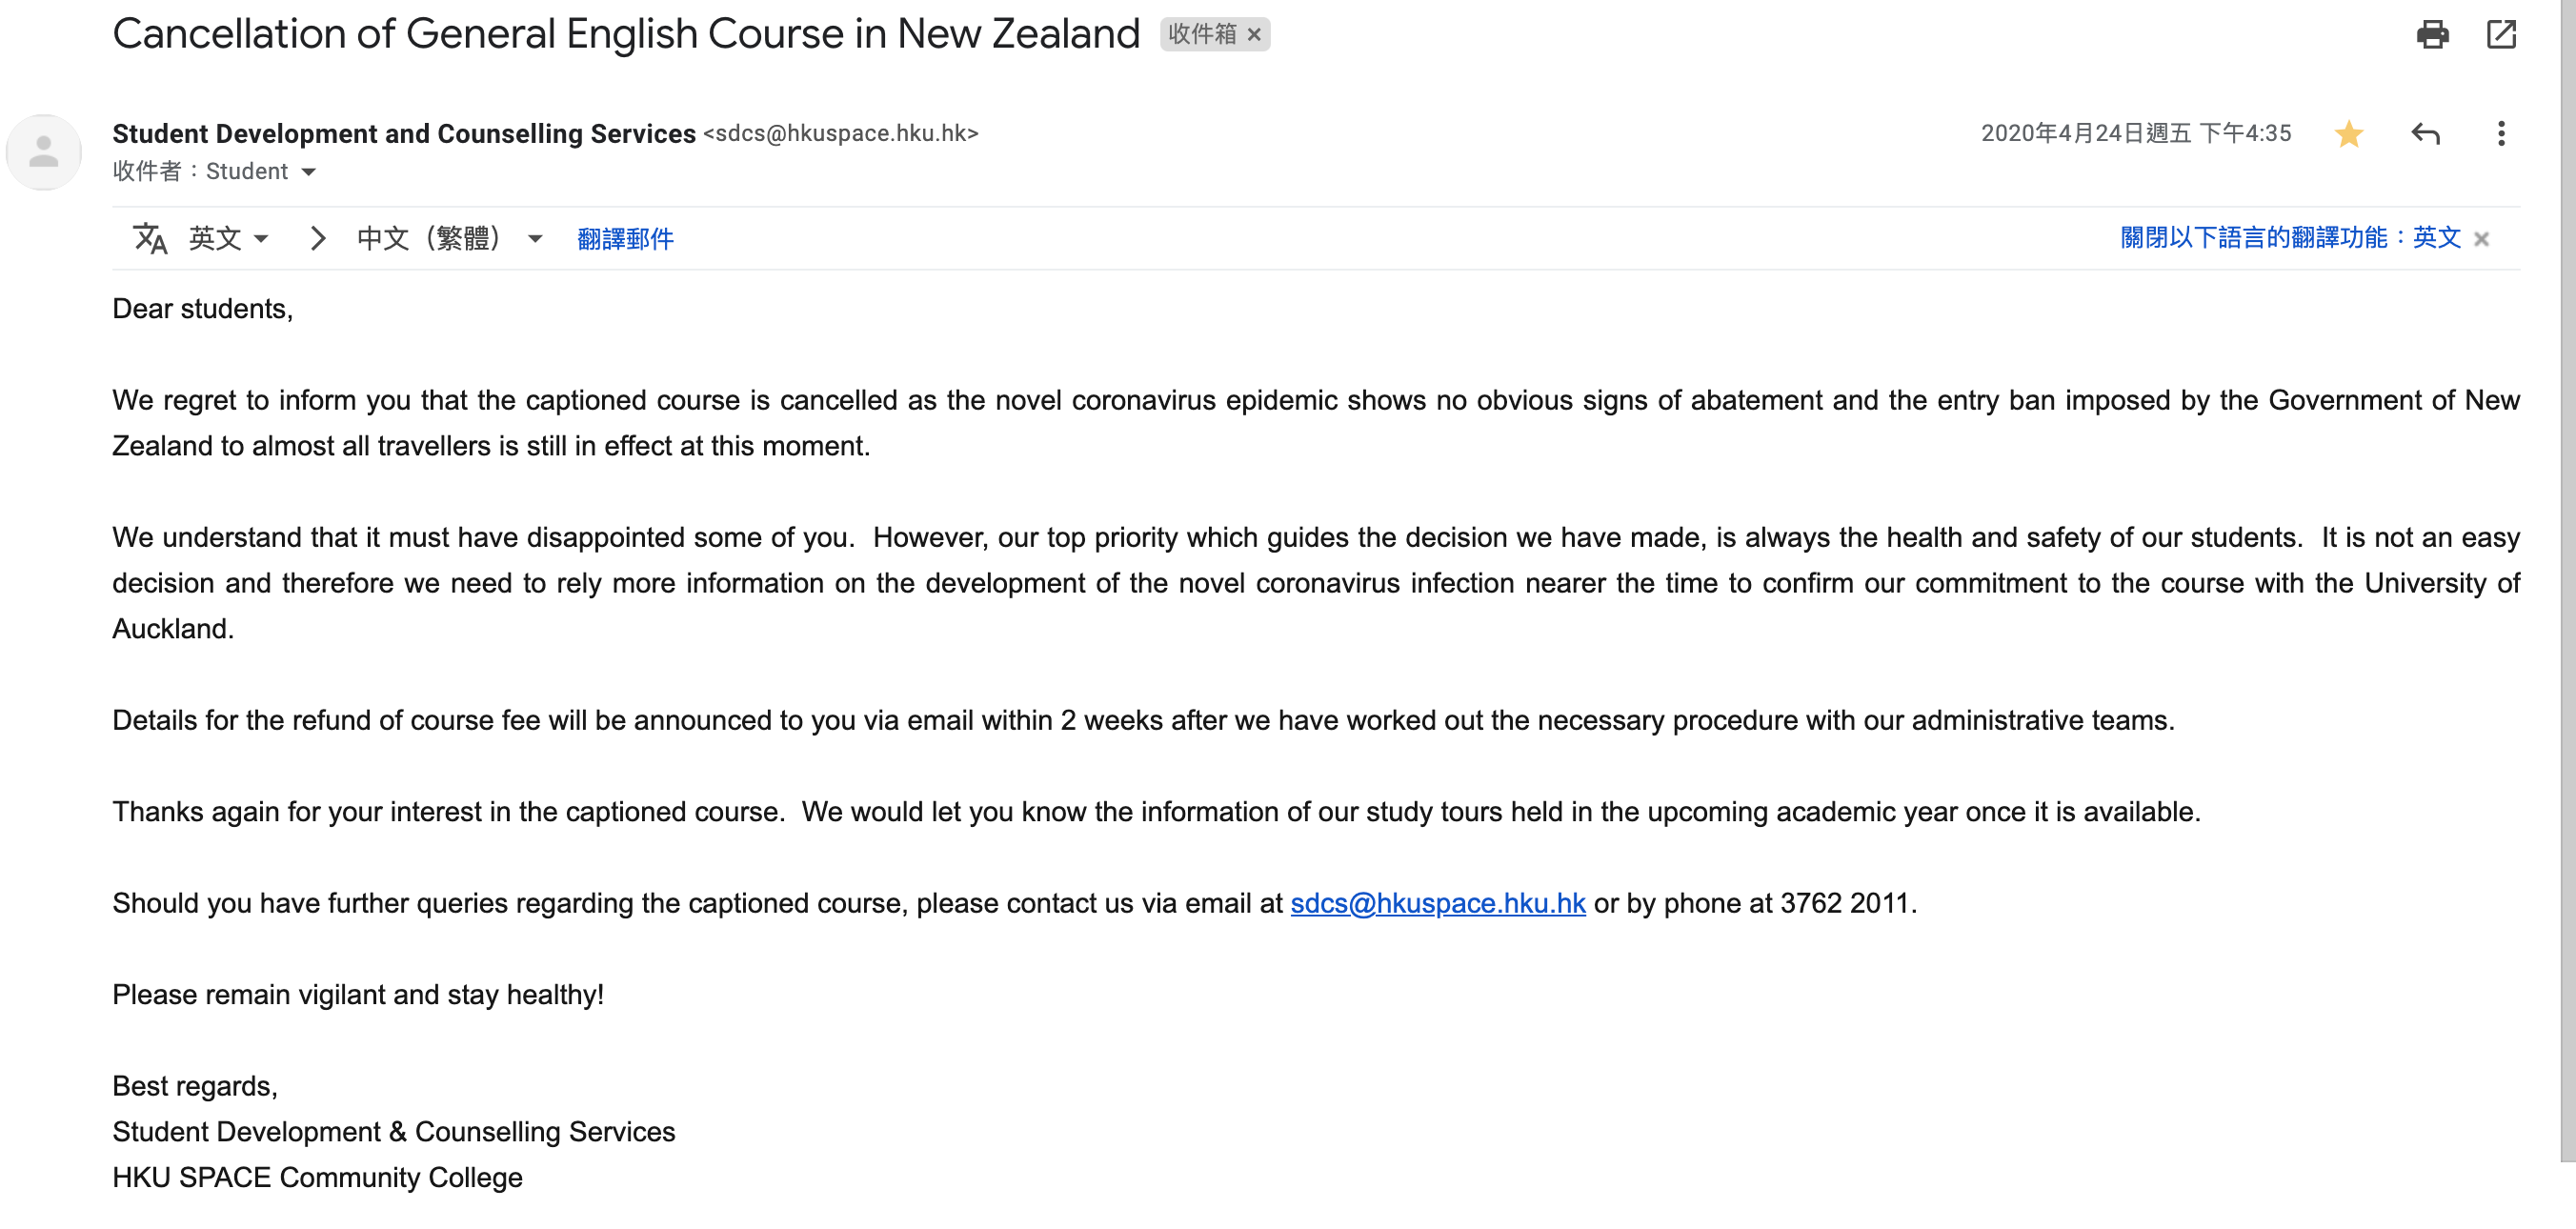 Cancellation of General English Course in New Zealand 收件箱 ×
Student Development and Counselling Services <sdcs@hkuspace.hku.hk> 2020年4月24日週五 下午4:35
收件者：Student
英文 > 中文（繁體） 翻譯郵件 關閉以下語言的翻譯功能：英文 ×
Dear students,
We regret to inform you that the captioned course is cancelled as the novel coronavirus epidemic shows no obvious signs of abatement and the entry ban imposed by the Government of New
Zealand to almost all travellers is still in effect at this moment.
We understand that it must have disappointed some of you.  However, our top priority which guides the decision we have made, is always the health and safety of our students.  It is not an easy
decision and therefore we need to rely more information on the development of the novel coronavirus infection nearer the time to confirm our commitment to the course with the University of
Auckland.
Details for the refund of course fee will be announced to you via email within 2 weeks after we have worked out the necessary procedure with our administrative teams.
Thanks again for your interest in the captioned course.  We would let you know the information of our study tours held in the upcoming academic year once it is available.
Should you have further queries regarding the captioned course, please contact us via email at sdcs@hkuspace.hku.hk or by phone at 3762 2011.
Please remain vigilant and stay healthy!
Best regards,
Student Development & Counselling Services
HKU SPACE Community College